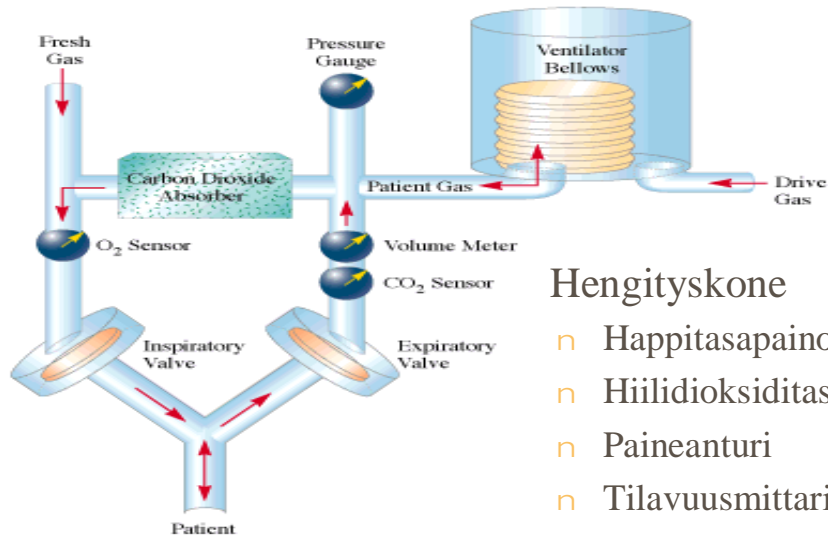 Fresh
Gas
Pressure
Gauge
Ventilator
Bellows
Carbon Droxide
Absorber
Patient Gas
Drive
Gas
O2 Sensor
Volume Meter
CO2 Sensor
Inspiratory
Valve
Expiratory
Valve
Patient
Hengityskone
n Happitasapaino
n Hiilidioksiditas
n Paineanturi
n Tilavuusmittari